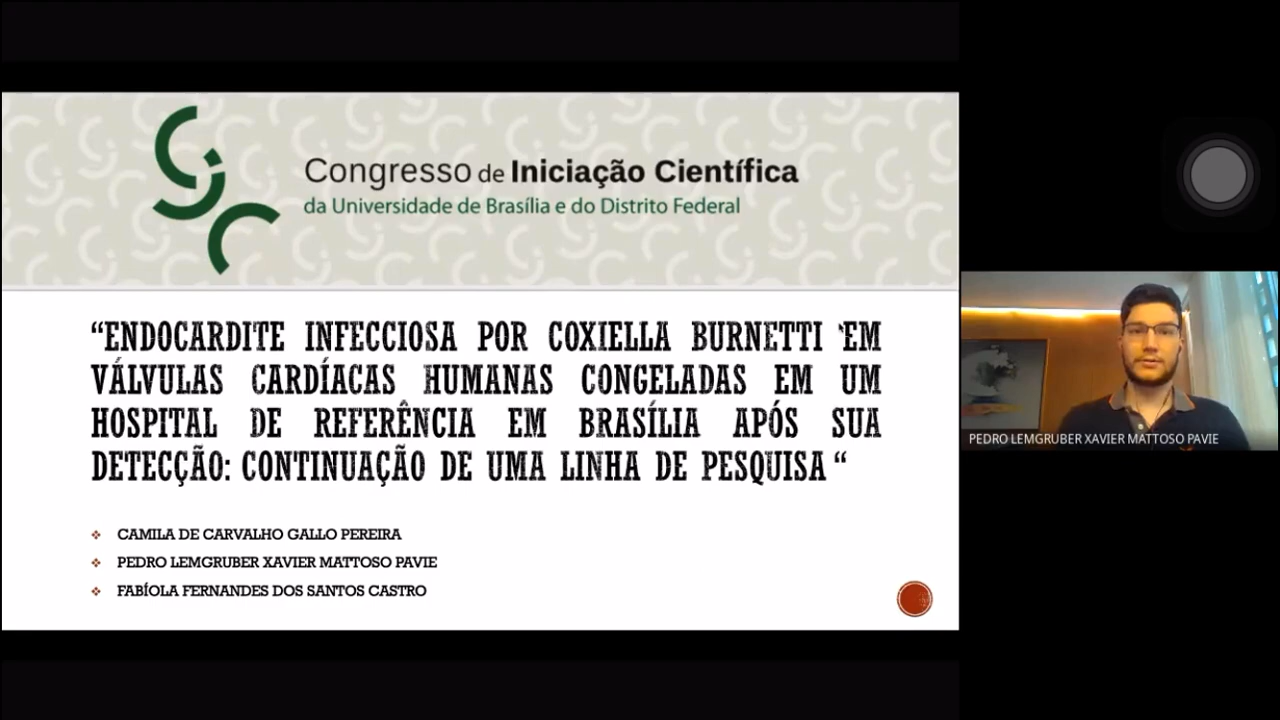 Congresso de Iniciação Científica
da Universidade de Brasília e do Distrito Federal
“ENDOCARDITE INFECCIOSA POR COXIELLA BURNETTI ‘EM
VÁLVULAS CARDÍACAS HUMANAS CONGELADAS EM UM
HOSPITAL DE REFERÊNCIA EM BRASÍLIA APÓS SUA
DETECÇÃO: CONTINUAÇÃO DE UMA LINHA DE PESQUISA “
CAMILA DE CARVALHO GALLO PEREIRA
PEDRO LEMGRUBER XAVIER MATTOSO PAVIE
FABÍOLA FERNANDES DOS SANTOS CASTRO
PEDRO LEMGRUBER XAVIER MATTOSO PAVIE